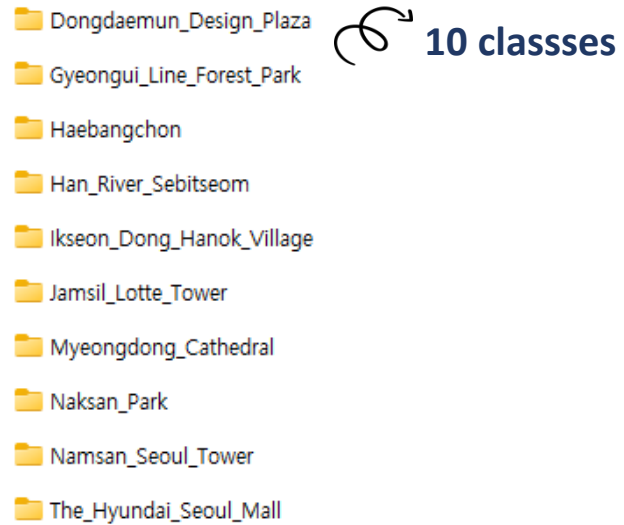 Dongdaemun_Design_Plaza
10 classses
Gyeongui_Line_Forest_Park
Haebangchon
Han_River_Sebitseom
Ikseon_Dong_Hanok_Village
Jamsil_Lotte_Tower
Myeongdong_Cathedral
Naksan_Park
Namsan_Seoul_Tower
The_Hyundai_Seoul_Mall